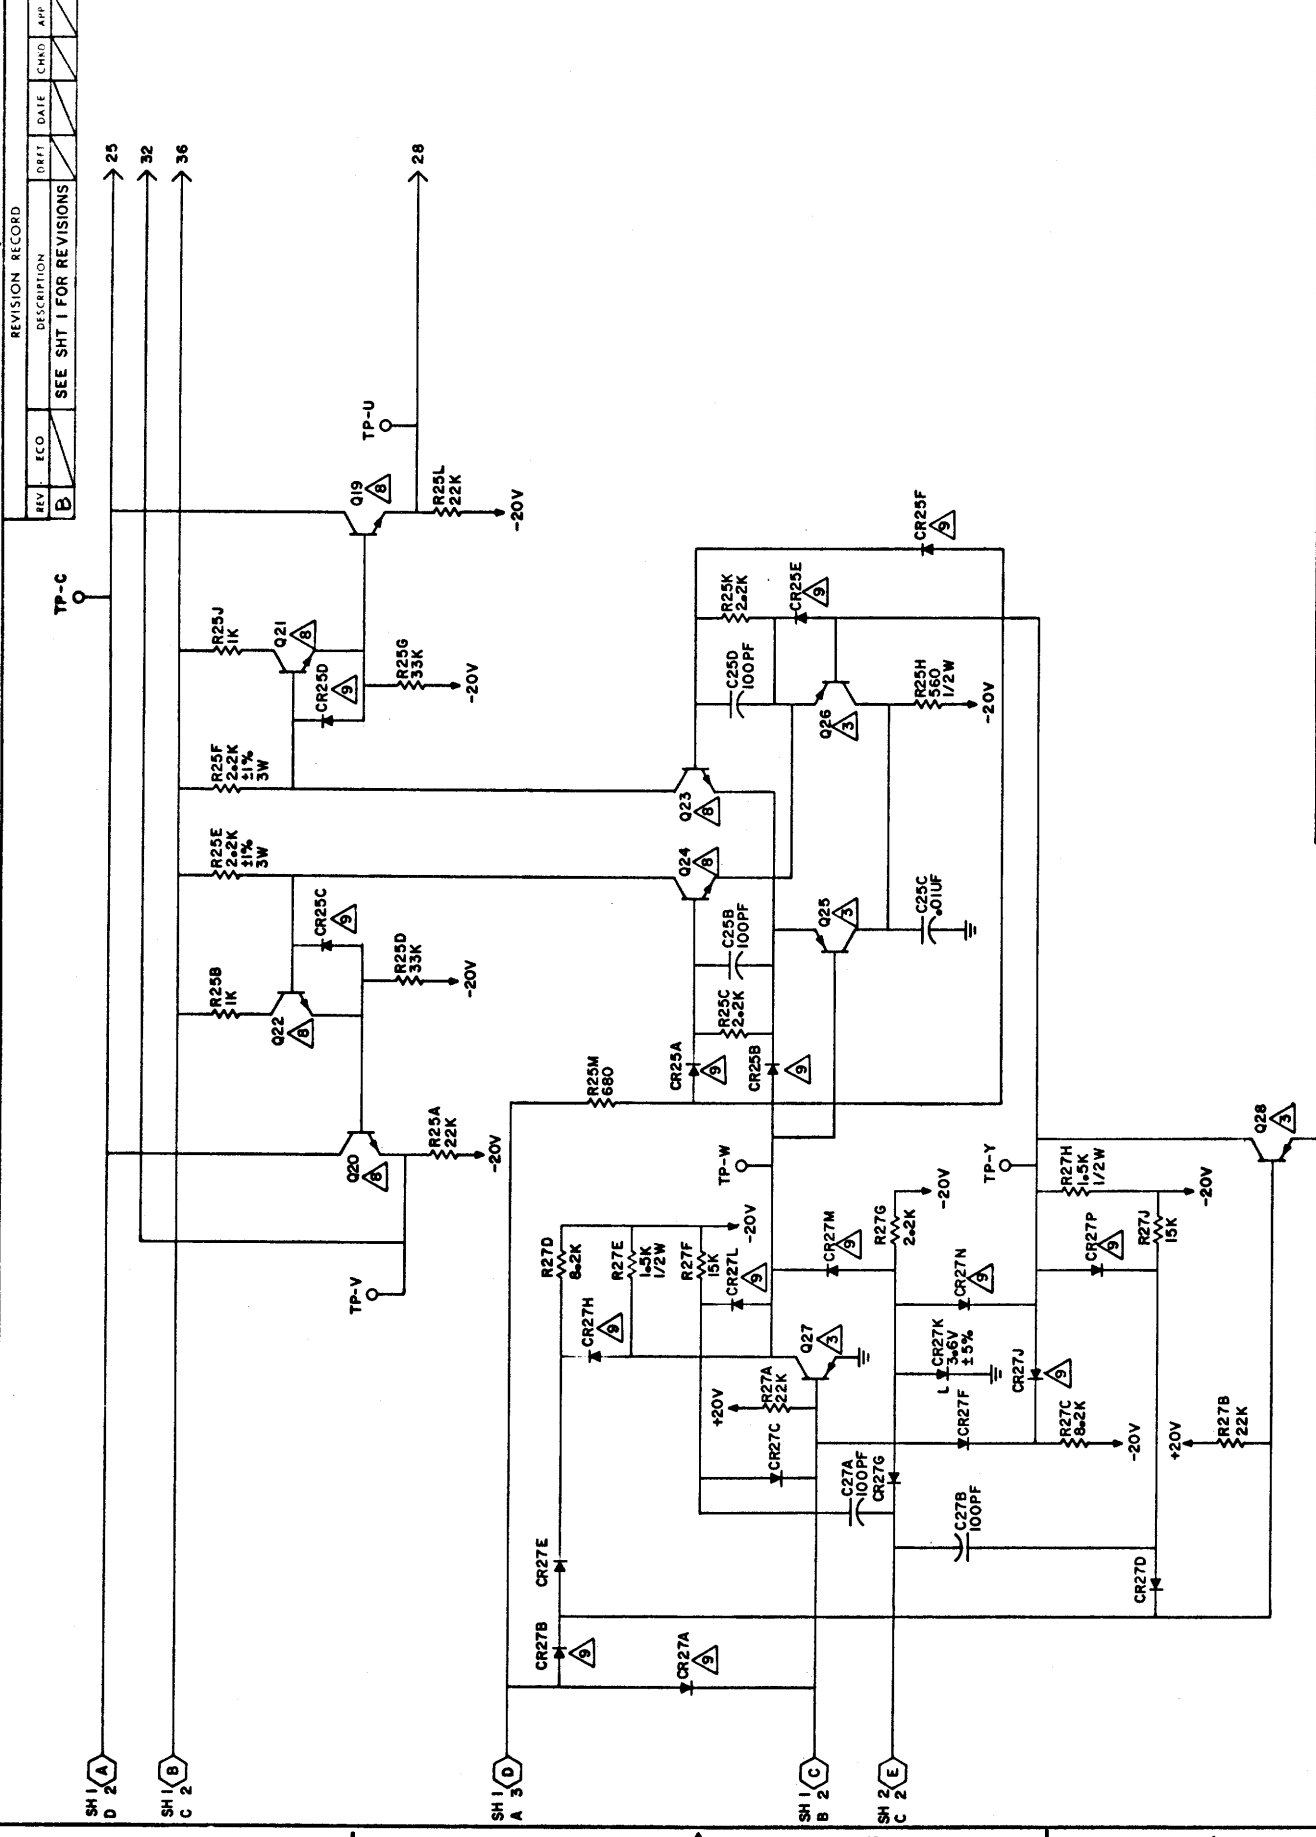 REVISION RECORD
REV. ECO DESCRIPTION DRFT DATE CHKD APP
B SEE SHT 1 FOR REVISIONS
SH 1 A
D 2
TP-C
25
32
SH 1 B
C 2
36
TP-V
Q20
8
R25A
22K
-20V
Q22
8
R25B
1K
CR25C
9
R25D
33K
-20V
R25E
2.2K
±1%
3W
R25F
2.2K
±1%
3W
CR25D
9
Q21
8
R25J
1K
R25G
33K
-20V
Q19
8
R25L
22K
-20V
TP-U
28
SH 1 D
A 3
R25M
680
CR25A
9
CR25B
9
R25C
2.2K
C25B
100PF
Q24
8
Q23
8
C25D
100PF
R25K
2.2K
CR25E
9
CR25F
9
Q25
3
Q26
3
C25C
.01UF
R25H
560
1/2W
-20V
CR27B
9
CR27E
CR27A
9
R27D
8.2K
CR27H
9
R27E
1.5K
1/2W
R27F
15K
-20V
CR27L
9
TP-W
+20V
R27A
22K
CR27C
Q27
3
CR27M
9
SH 1 C
B 2
SH 2 E
C 2
C27A
100PF
CR27G
R27G
2.2K
-20V
C27B
100PF
CR27F
L CR27K
3.6V
±5%
CR27N
9
TP-Y
CR27J
9
R27C
8.2K
-20V
CR27P
9
R27H
1.5K
1/2W
R27J
15K
-20V
CR27D
+20V
R27B
22K
Q28
3